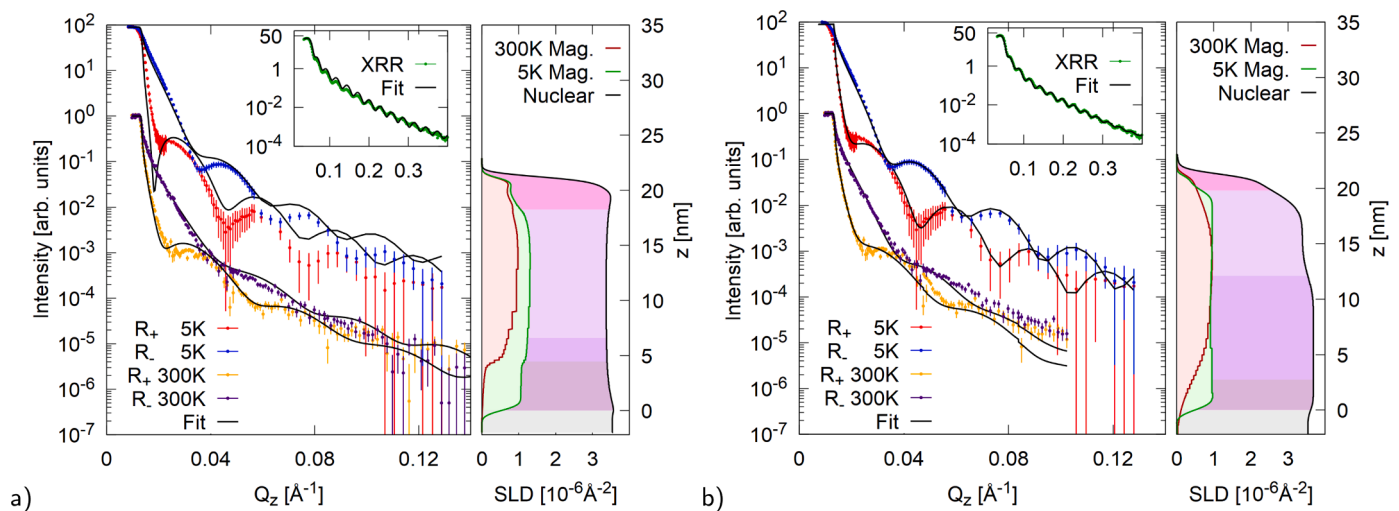 10²
10¹
10⁰
10⁻¹
10⁻²
10⁻³
10⁻⁴
10⁻⁵
10⁻⁶
10⁻⁷
Intensity [arb. units]
0 0.04 0.08 0.12
Q_z [Å⁻¹]
50
1
10⁻²
10⁻⁴
0.1 0.2 0.3
XRR
Fit
R₊ 5K
R₋ 5K
R₊ 300K
R₋ 300K
Fit
300K Mag.
5K Mag.
Nuclear
0 1 2 3
SLD [10⁻⁶Å⁻²]
35
30
25
20
15
10
5
0
z [nm]
a)
10²
10¹
10⁰
10⁻¹
10⁻²
10⁻³
10⁻⁴
10⁻⁵
10⁻⁶
10⁻⁷
Intensity [arb. units]
0 0.04 0.08 0.12
Q_z [Å⁻¹]
50
1
10⁻²
10⁻⁴
0.1 0.2 0.3
XRR
Fit
R₊ 5K
R₋ 5K
R₊ 300K
R₋ 300K
Fit
300K Mag.
5K Mag.
Nuclear
0 1 2 3
SLD [10⁻⁶Å⁻²]
35
30
25
20
15
10
5
0
z [nm]
b)